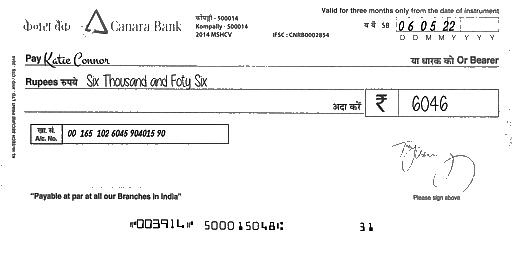 केनरा बैंक Canara Bank
कोंपल्ली - 500014
Kompally - 500014
2014 MSHCV
IFSC : CNRB0002854
Valid for three months only from the date of instrument
SB 06 05 22
D D M M Y Y Y Y
Pay Katie Connor या धारक को Or Bearer
Rupees रुपये Six Thousand and Foty Six
अदा करें ₹ 6046
खा. सं.
A/c. No. 00 165 102 6045 904015 90
"Payable at par at all our Branches in India"
Please sign above
⑈003914⑈ 500015048⑆ 31